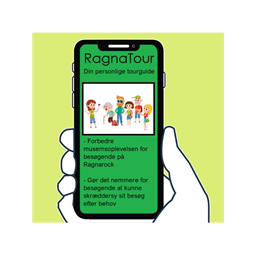 RagnaTour
Din personlige tourguide
- Forbedre
musemsoplevelsen for
besøgende på
Ragnarock
- Gør det nemmere for
besøgende at kunne
skræddersy sit besøg
efter behov